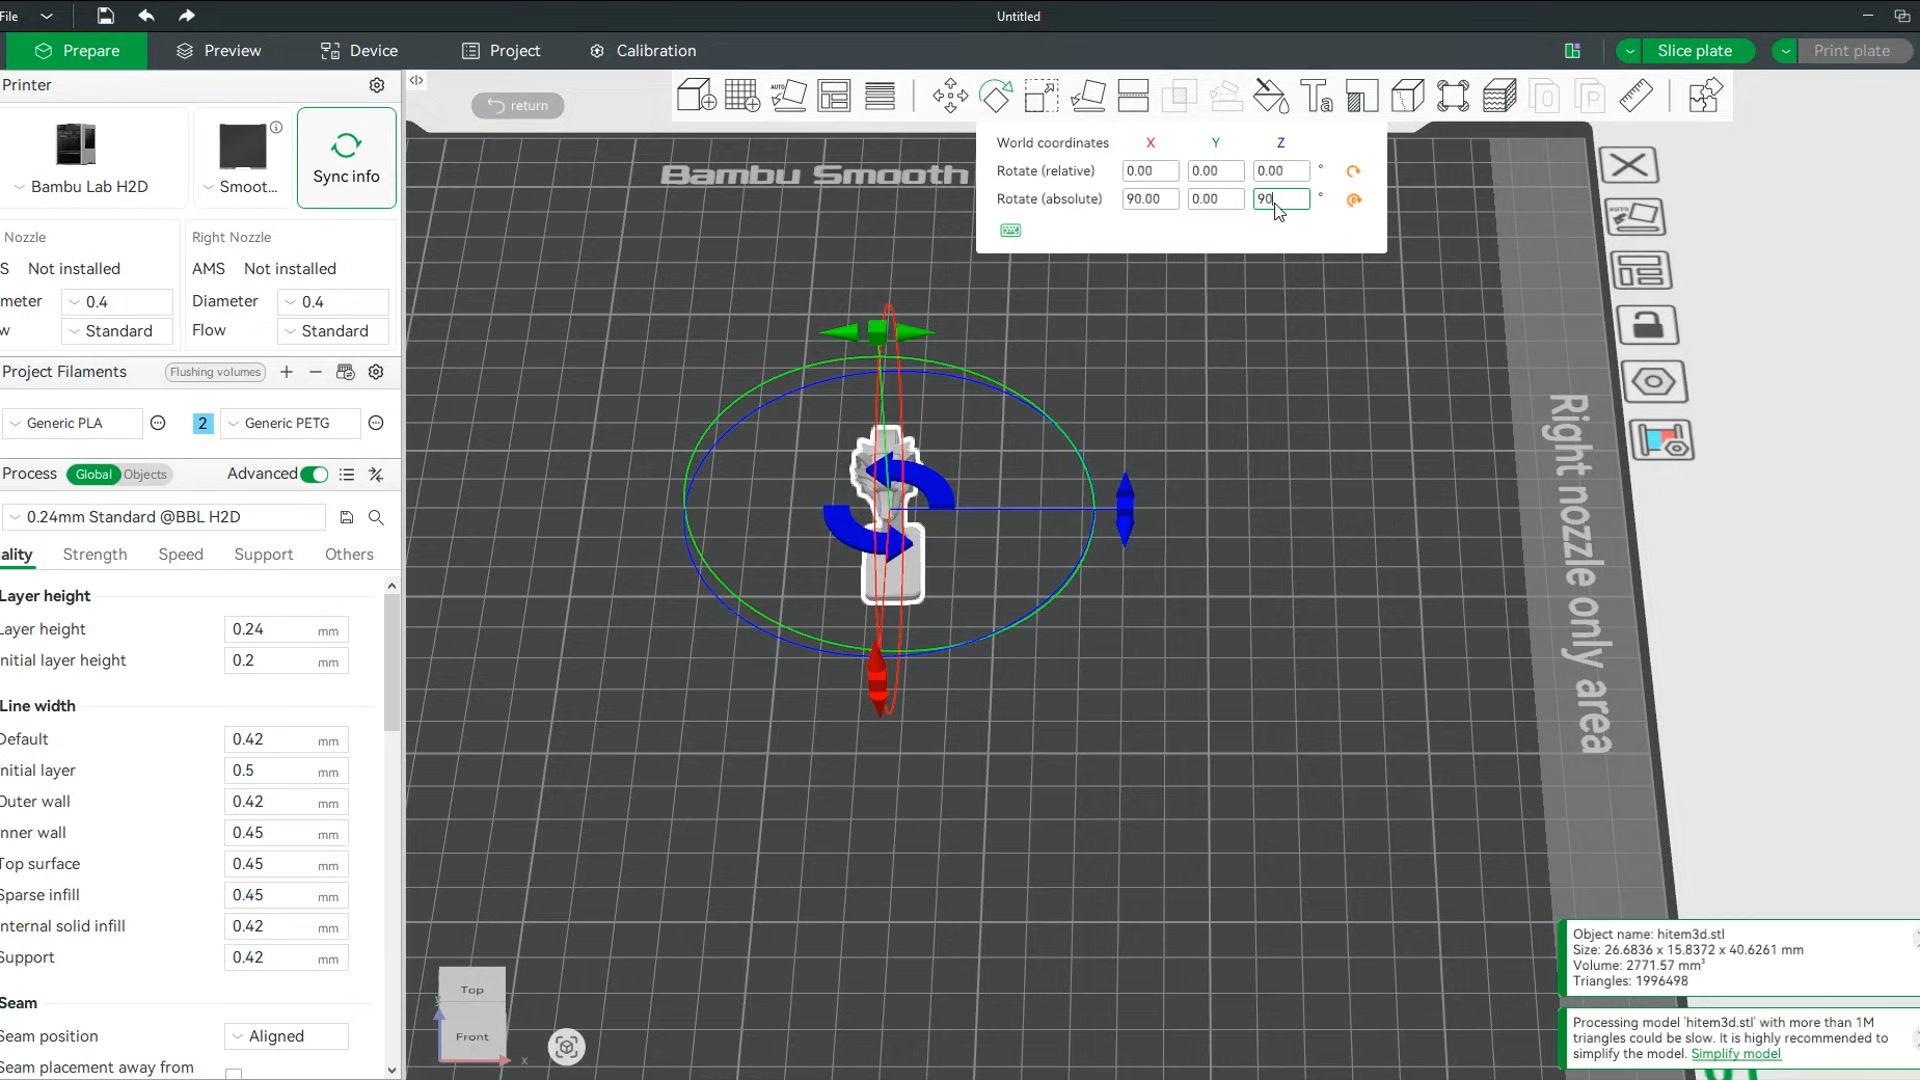 File
Untitled
Prepare
Preview
Device
Project
Calibration
Slice plate
Print plate
Printer
return
AUTO
World coordinates X Y Z
Rotate (relative) 0.00 0.00 0.00 °
Rotate (absolute) 90.00 0.00 90 °
Bambu Smooth
Bambu Lab H2D
Smoot...
Sync info
Nozzle
Right Nozzle
S Not installed
AMS Not installed
meter 0.4
Diameter 0.4
w Standard
Flow Standard
Project Filaments
Flushing volumes
Generic PLA
2 Generic PETG
Process Global Objects Advanced
0.24mm Standard @BBL H2D
ality Strength Speed Support Others
Layer height
Layer height 0.24 mm
nitial layer height 0.2 mm
Line width
Default 0.42 mm
nitial layer 0.5 mm
Outer wall 0.42 mm
nner wall 0.45 mm
Top surface 0.45 mm
Sparse infill 0.45 mm
nternal solid infill 0.42 mm
Support 0.42 mm
Seam
Seam position Aligned
Seam placement away from
Top
Front
x
AUTO
Right nozzle only area
Object name: hitem3d.stl
Size: 26.6836 x 15.8372 x 40.6261 mm
Volume: 2771.57 mm³
Triangles: 1996498
Processing model 'hitem3d.stl' with more than 1M
triangles could be slow. It is highly recommended to
simplify the model. Simplify model